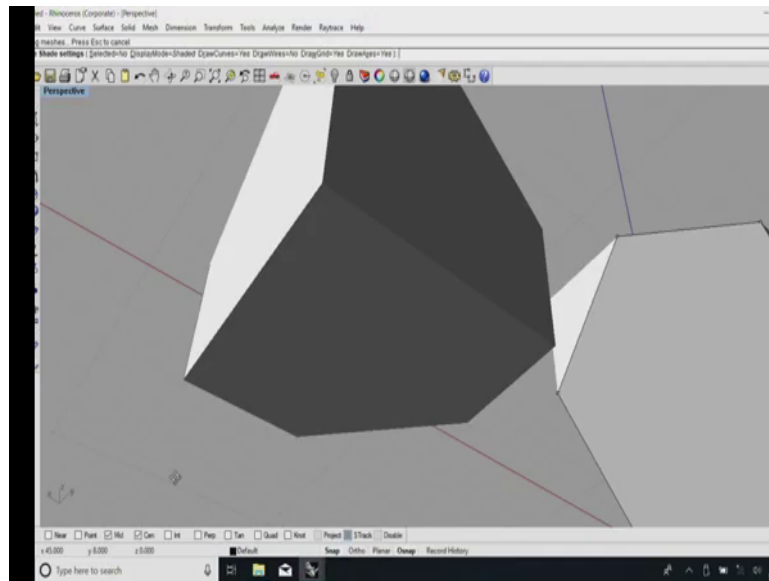 ed - Rhinoceros (Corporate) - [Perspective]
dit View Curve Surface Solid Mesh Dimension Transform Tools Analyze Render Raytrace Help
g meshes... Press Esc to cancel
Shade settings ( Selected=No DisplayMode=Shaded DrawCurves=Yes DrawWires=No DrawGrid=Yes DrawAxes=Yes ):
Perspective
Near Point Mid Cen Int Perp Tan Quad Knot Project STrack Disable
x 45.000 y 8.000 z 0.000 Default Snap Ortho Planar Osnap Record History
Type here to search